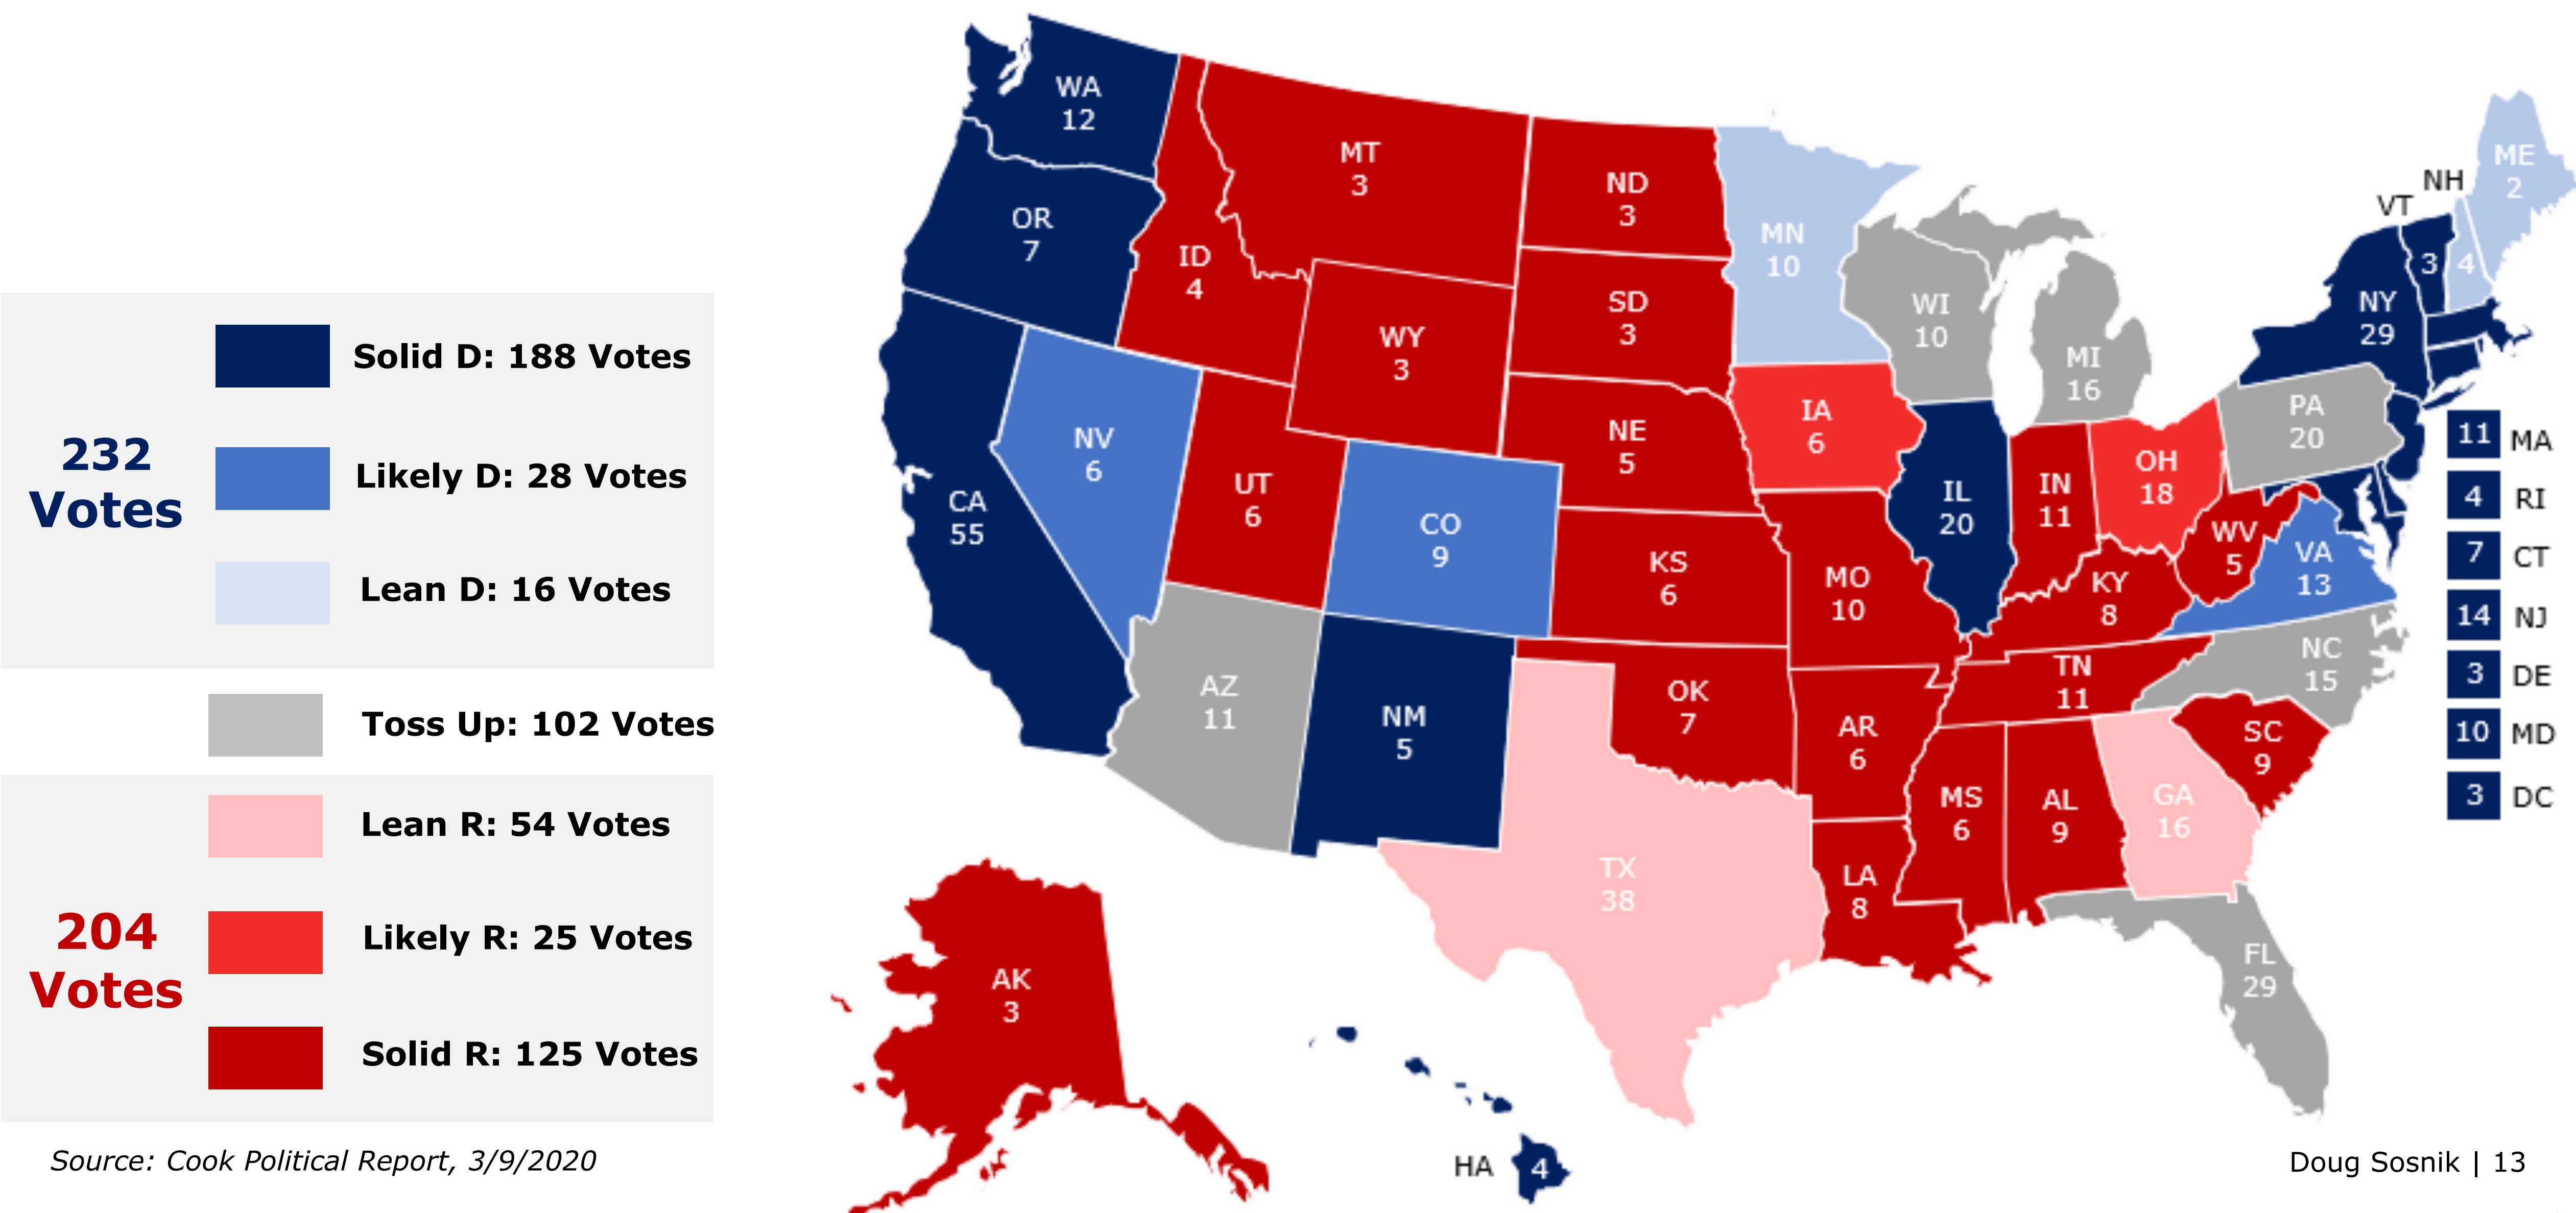 Solid D: 188 Votes
232
Votes
Likely D: 28 Votes
Lean D: 16 Votes
Toss Up: 102 Votes
Lean R: 54 Votes
204
Votes
Likely R: 25 Votes
Solid R: 125 Votes
WA
12
OR
7
CA
55
NV
6
ID
4
MT
3
WY
3
UT
6
CO
9
AZ
11
NM
5
ND
3
SD
3
NE
5
KS
6
OK
7
TX
38
MN
10
IA
6
MO
10
AR
6
LA
8
WI
10
IL
20
MI
16
IN
11
OH
18
KY
8
TN
11
MS
6
AL
9
GA
16
FL
29
SC
9
NC
15
VA
13
WV
5
PA
20
NY
29
VT
3
NH
4
ME
2
11 MA
4 RI
7 CT
14 NJ
3 DE
10 MD
3 DC
AK
3
HA 4
Source: Cook Political Report, 3/9/2020
Doug Sosnik | 13